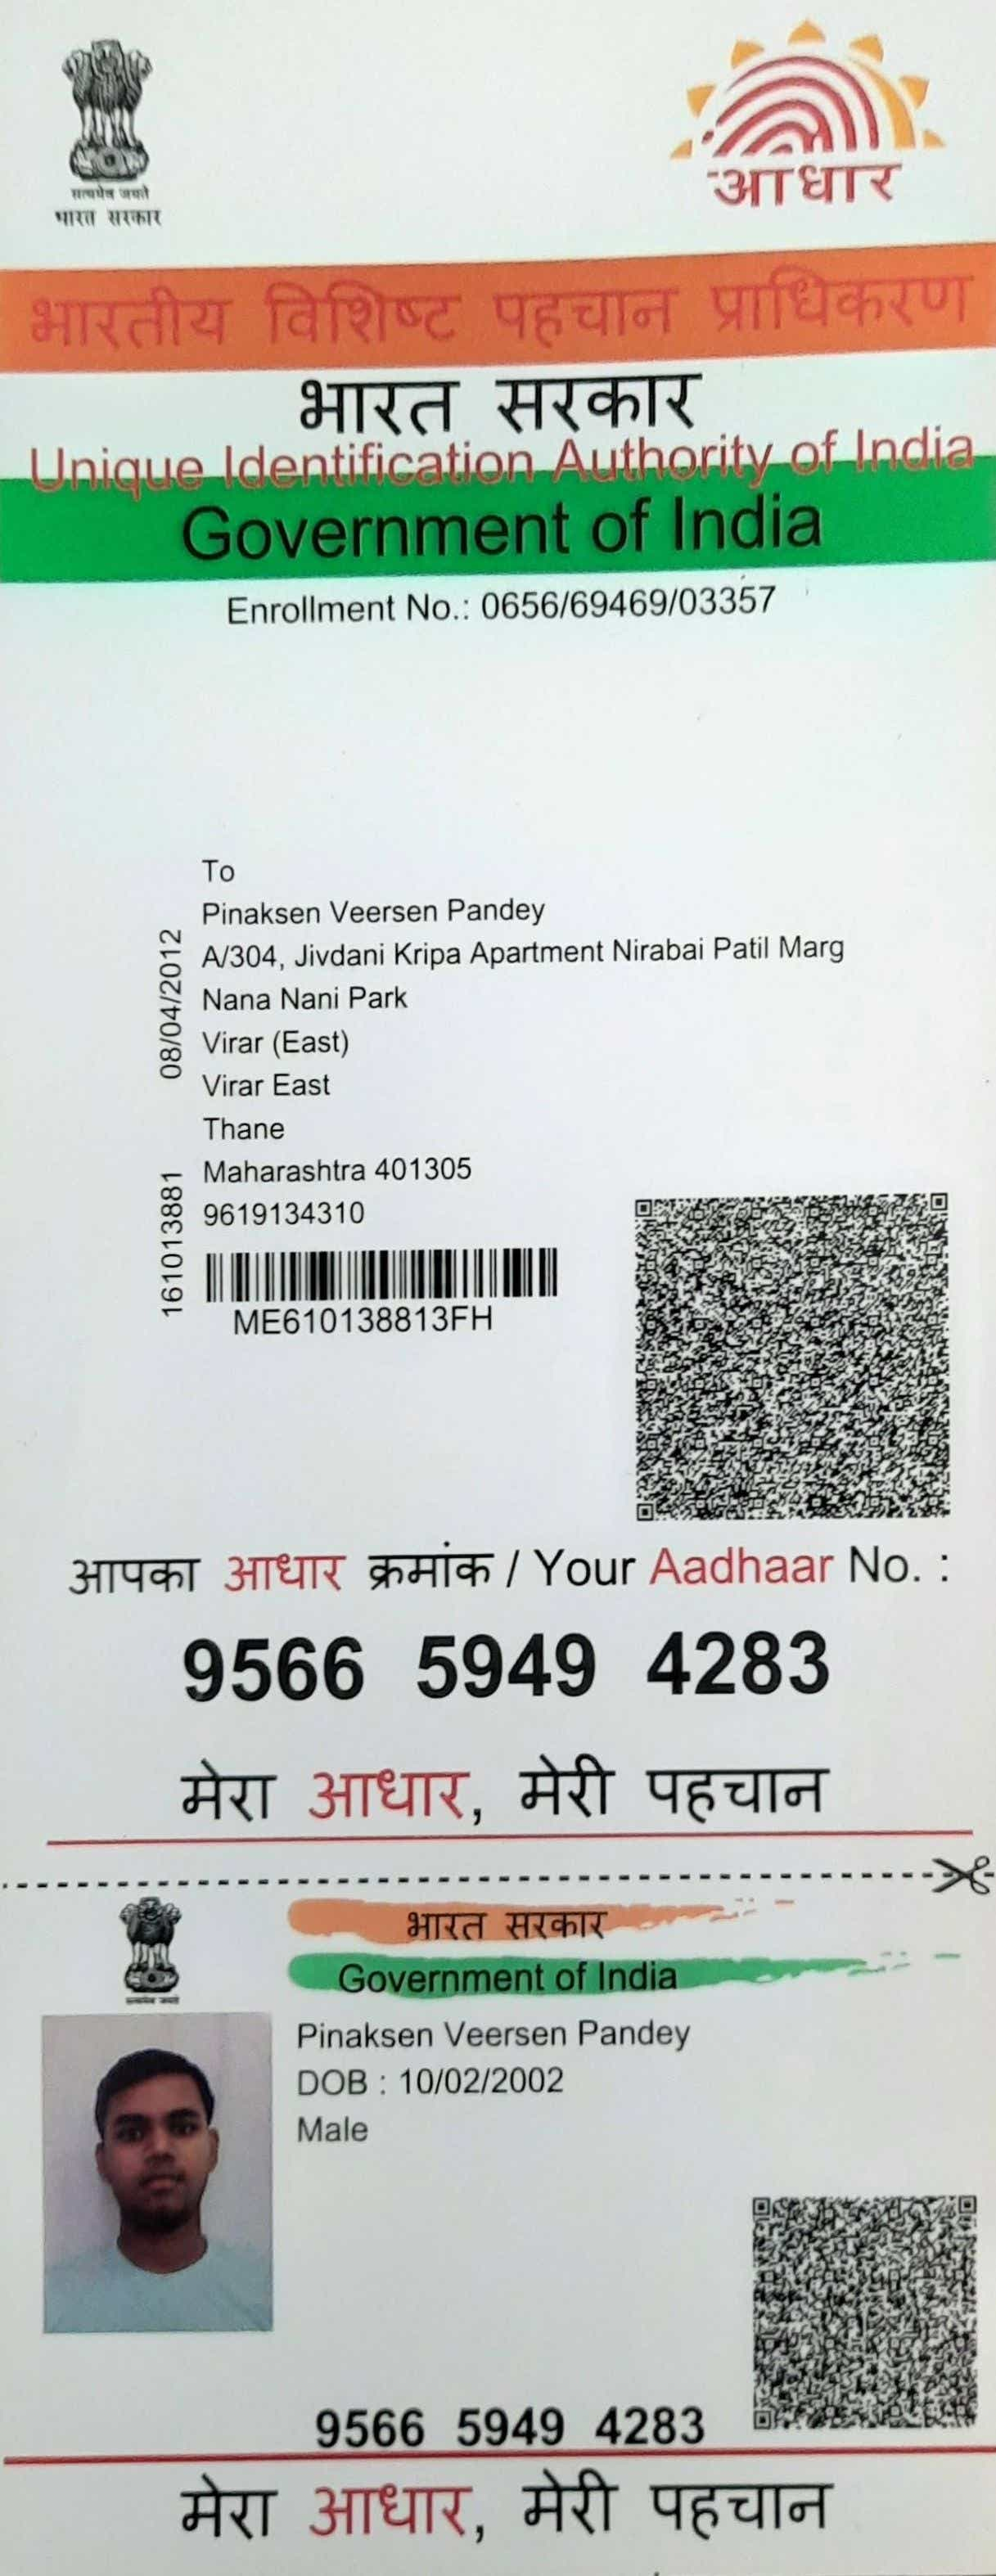 सत्यमेव जयते
भारत सरकार
आधार
भारतीय विशिष्ट पहचान प्राधिकरण
भारत सरकार
Unique Identification Authority of India
Government of India
Enrollment No.: 0656/69469/03357
To
Pinaksen Veersen Pandey
A/304, Jivdani Kripa Apartment Nirabai Patil Marg
Nana Nani Park
Virar (East)
Virar East
Thane
Maharashtra 401305
9619134310
08/04/2012
161013881
ME610138813FH
आपका आधार क्रमांक / Your Aadhaar No. :
9566 5949 4283
मेरा आधार, मेरी पहचान
भारत सरकार
Government of India
सत्यमेव जयते
Pinaksen Veersen Pandey
DOB : 10/02/2002
Male
9566 5949 4283
मेरा आधार, मेरी पहचान